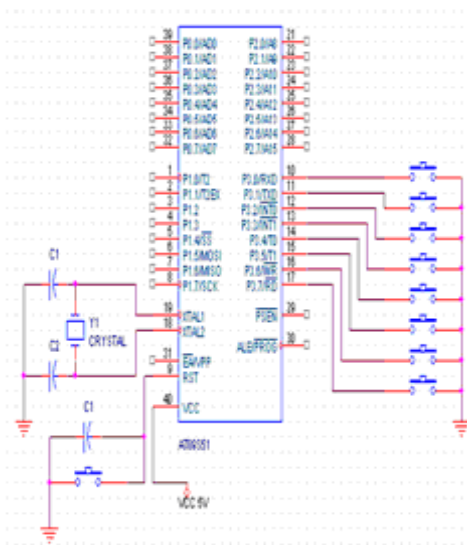 39 P0.0/AD0 P2.0/A8 21
38 P0.1/AD1 P2.1/A9 22
37 P0.2/AD2 P2.2/A10 23
36 P0.3/AD3 P2.3/A11 24
35 P0.4/AD4 P2.4/A12 25
34 P0.5/AD5 P2.5/A13 26
33 P0.6/AD6 P2.6/A14 27
32 P0.7/AD7 P2.7/A15 28
1 P1.0/T2 P3.0/RXD 10
2 P1.1/T2EX P3.1/TXD 11
3 P1.2 P3.2/INT0 12
4 P1.3 P3.3/INT1 13
5 P1.4/SS P3.4/T0 14
6 P1.5/MOSI P3.5/T1 15
7 P1.6/MISO P3.6/WR 16
8 P1.7/SCK P3.7/RD 17
C1
19 XTAL1 PSEN 29
Y1
18 XTAL2
CRYSTAL
C2
ALE/PROG 30
31 EA/VPP
9 RST
C1
40 VCC
VCC 5V